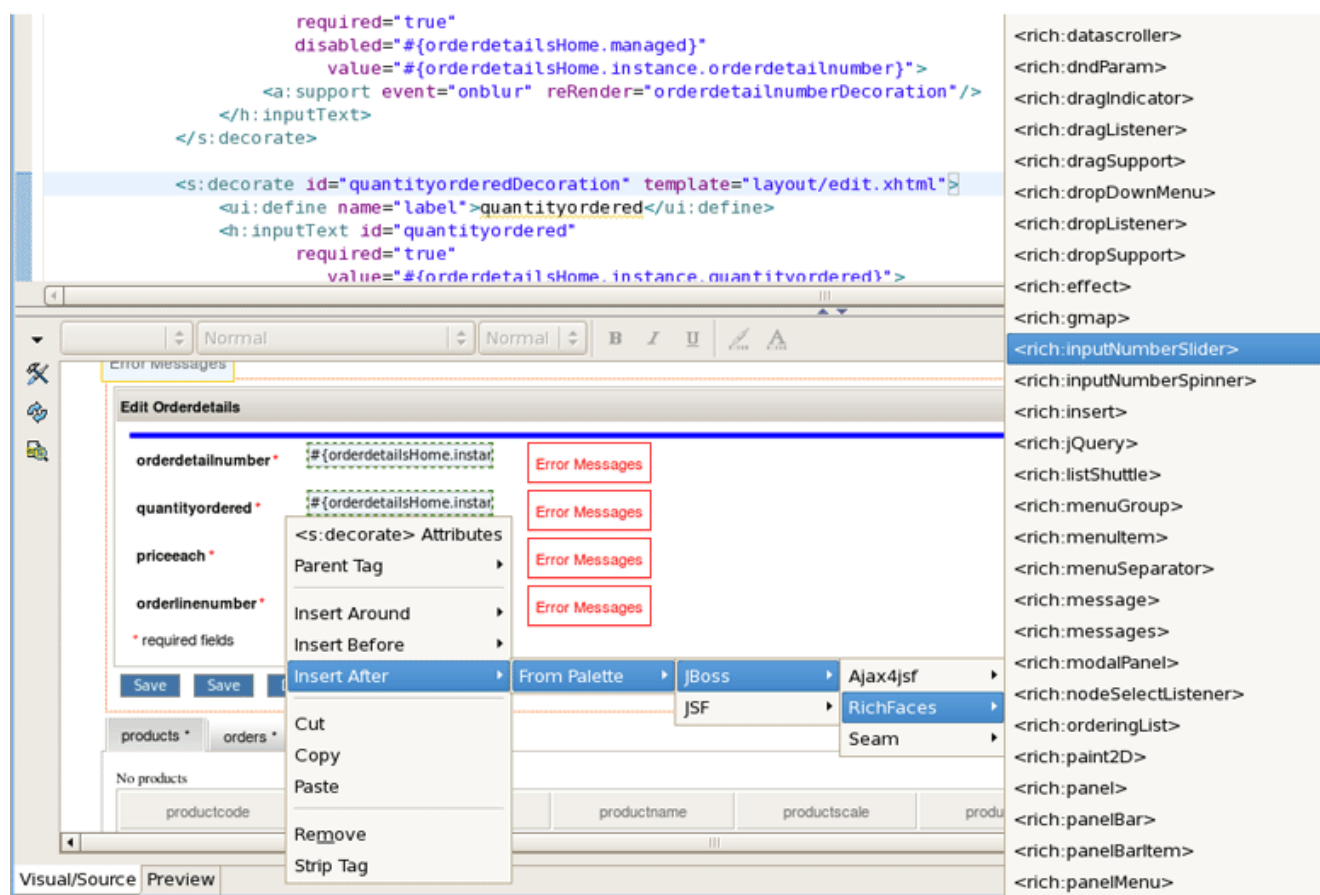 required="true"
disabled="#{orderdetailsHome.managed}"
value="#{orderdetailsHome.instance.orderdetailnumber}">
<a:support event="onblur" reRender="orderdetailnumberDecoration"/>
</h:inputText>
</s:decorate>
<s:decorate id="quantityorderedDecoration" template="layout/edit.xhtml">
<ui:define name="label">quantityordered</ui:define>
<h:inputText id="quantityordered"
required="true"
value="#{orderdetailsHome.instance.quantityordered}">
Normal Normal B I U A
Error Messages
Edit Orderdetails
orderdetailnumber * #{orderdetailsHome.instar Error Messages
quantityordered * #{orderdetailsHome.instar Error Messages
priceeach * Error Messages
orderlinenumber * Error Messages
* required fields
Save Save
products * orders *
No products
productcode productname productscale produ
Visual/Source Preview
<s:decorate> Attributes
Parent Tag
Insert Around
Insert Before
Insert After
Cut
Copy
Paste
Remove
Strip Tag
From Palette
JBoss
JSF
Ajax4jsf
RichFaces
Seam
<rich:datascroller>
<rich:dndParam>
<rich:dragIndicator>
<rich:dragListener>
<rich:dragSupport>
<rich:dropDownMenu>
<rich:dropListener>
<rich:dropSupport>
<rich:effect>
<rich:gmap>
<rich:inputNumberSlider>
<rich:inputNumberSpinner>
<rich:insert>
<rich:jQuery>
<rich:listShuttle>
<rich:menuGroup>
<rich:menuItem>
<rich:menuSeparator>
<rich:message>
<rich:messages>
<rich:modalPanel>
<rich:nodeSelectListener>
<rich:orderingList>
<rich:paint2D>
<rich:panel>
<rich:panelBar>
<rich:panelBarItem>
<rich:panelMenu>